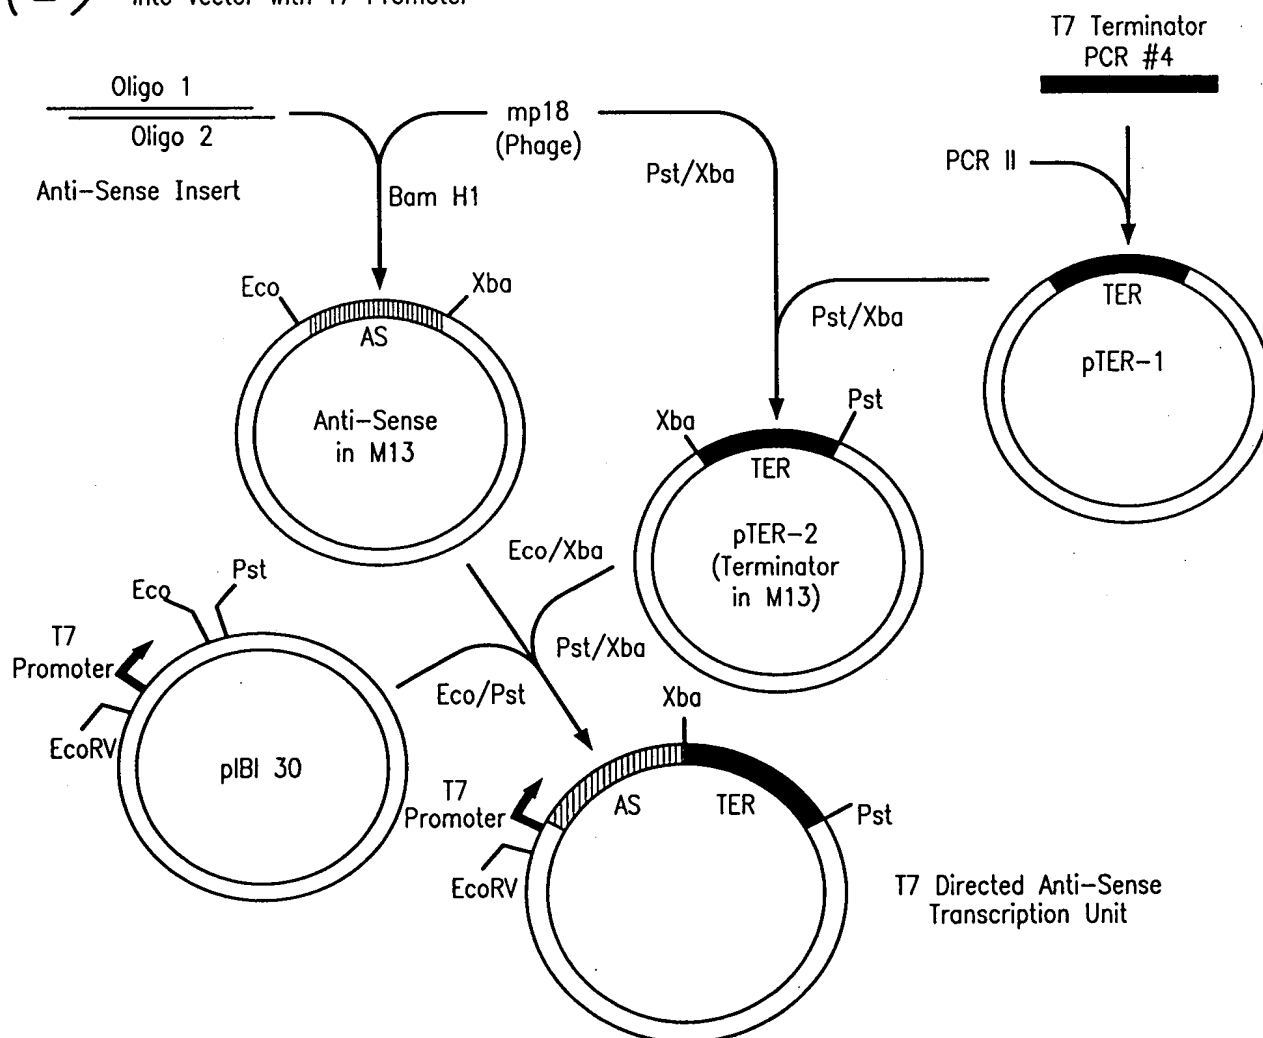 into Vector with T7 Promoter
T7 Terminator
PCR #4
Oligo 1
Oligo 2
Anti-Sense Insert
mp18
(Phage)
Bam H1
Pst/Xba
PCR II
Eco
Xba
AS
Anti-Sense
in M13
Pst/Xba
TER
pTER-1
Xba
Pst
TER
pTER-2
(Terminator
in M13)
Eco/Xba
Pst/Xba
Eco/Pst
Eco
Pst
T7
Promoter
EcoRV
pIBI 30
Xba
T7
Promoter
AS
TER
Pst
EcoRV
T7 Directed Anti-Sense
Transcription Unit